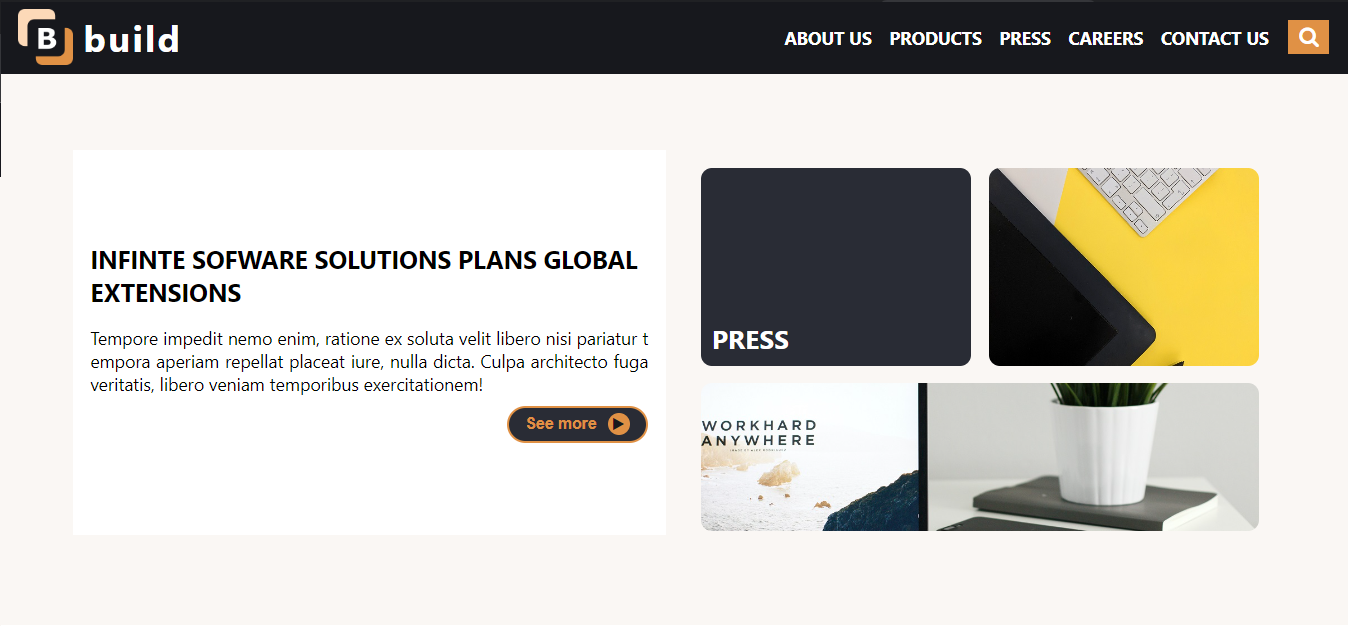 B build
ABOUT US PRODUCTS PRESS CAREERS CONTACT US
INFINTE SOFWARE SOLUTIONS PLANS GLOBAL
EXTENSIONS
Tempore impedit nemo enim, ratione ex soluta velit libero nisi pariatur t
empora aperiam repellat placeat iure, nulla dicta. Culpa architecto fuga
veritatis, libero veniam temporibus exercitationem!
See more
PRESS
WORKHARD
ANYWHERE